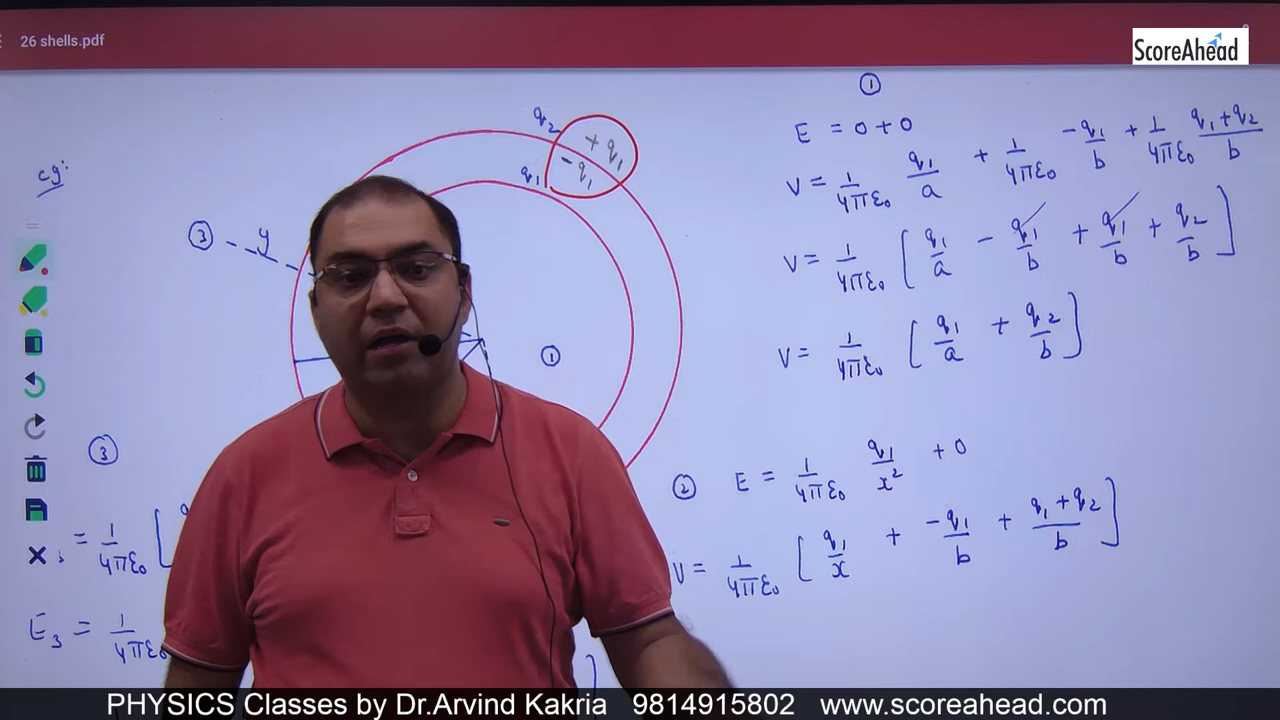 26 shells.pdf
ScoreAhead
eg:
q₂
+q₁
-q₁
q₁
③
y
①
①
E = 0 + 0
V = 1/4πε₀ q₁/a + 1/4πε₀ -q₁/b + 1/4πε₀ q₁+q₂/b
V = 1/4πε₀ [ q₁/a - q₁/b + q₁/b + q₂/b ]
V = 1/4πε₀ [ q₁/a + q₂/b ]
② E = 1/4πε₀ q₁/x² + 0
V = 1/4πε₀ [ q₁/x + -q₁/b + q₁+q₂/b ]
③
= 1/4πε₀ [
E₃ = 1/4πε₀
PHYSICS Classes by Dr.Arvind Kakria 9814915802 www.scoreahead.com